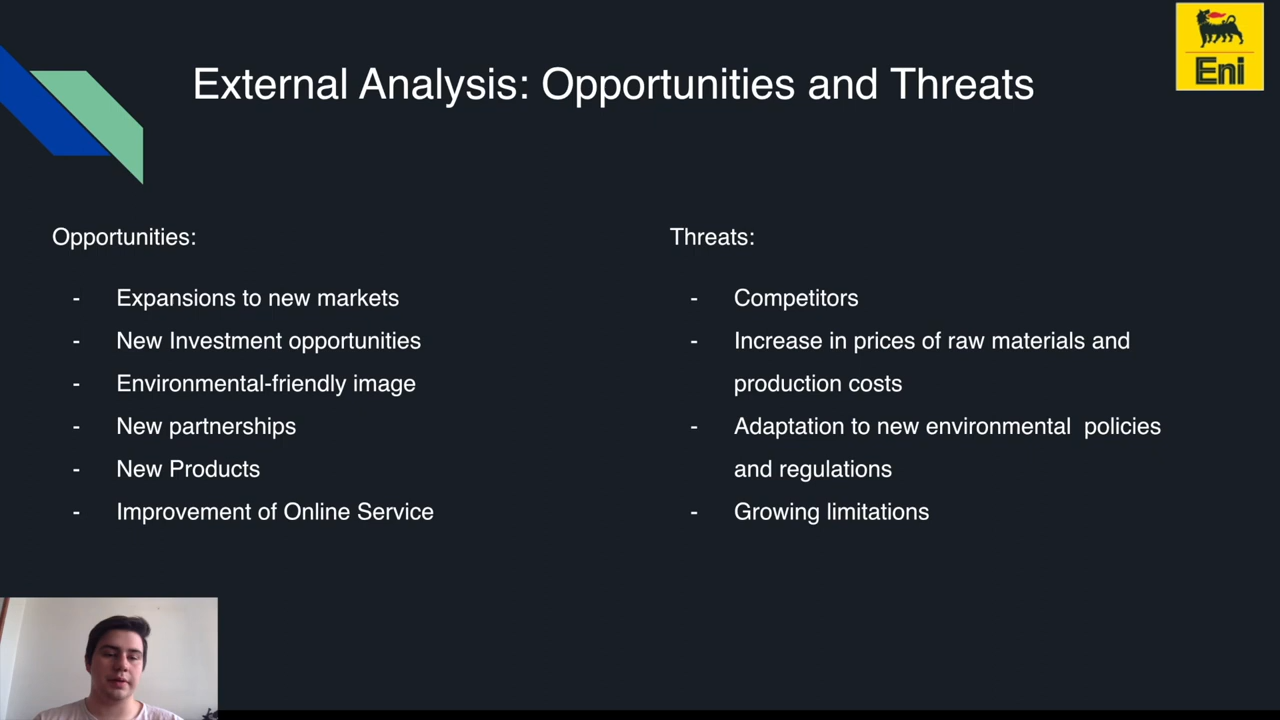 External Analysis: Opportunities and Threats
Eni
Opportunities:
- Expansions to new markets
- New Investment opportunities
- Environmental-friendly image
- New partnerships
- New Products
- Improvement of Online Service
Threats:
- Competitors
- Increase in prices of raw materials and
production costs
- Adaptation to new environmental  policies
and regulations
- Growing limitations